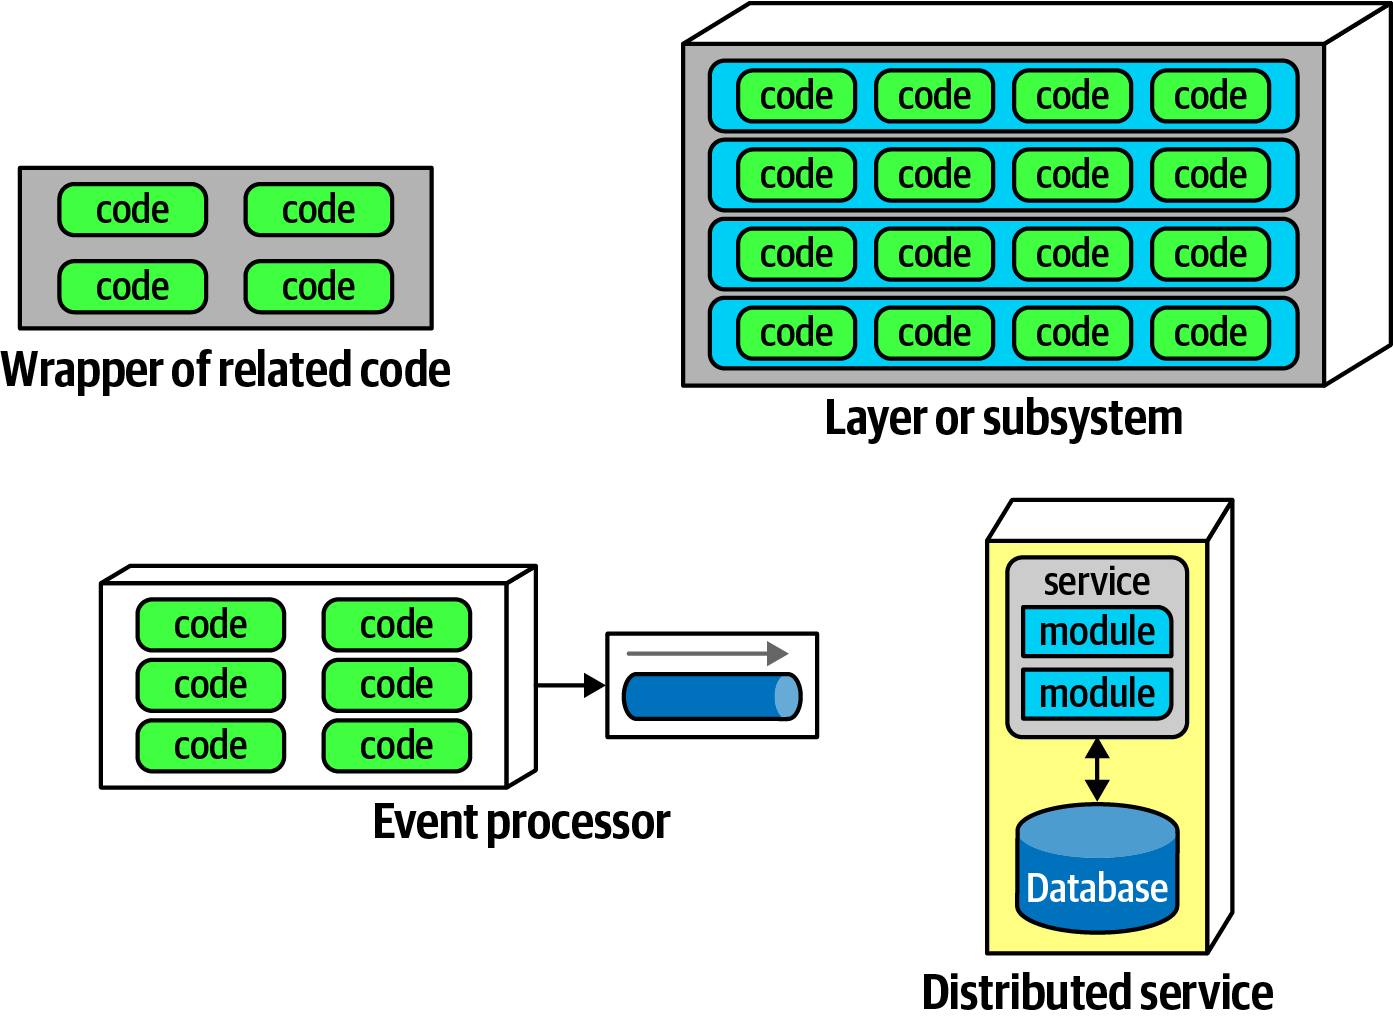 code code
code code
Wrapper of related code
code code code code
code code code code
code code code code
code code code code
Layer or subsystem
code code
code code
code code
Event processor
service
module
module
Database
Distributed service